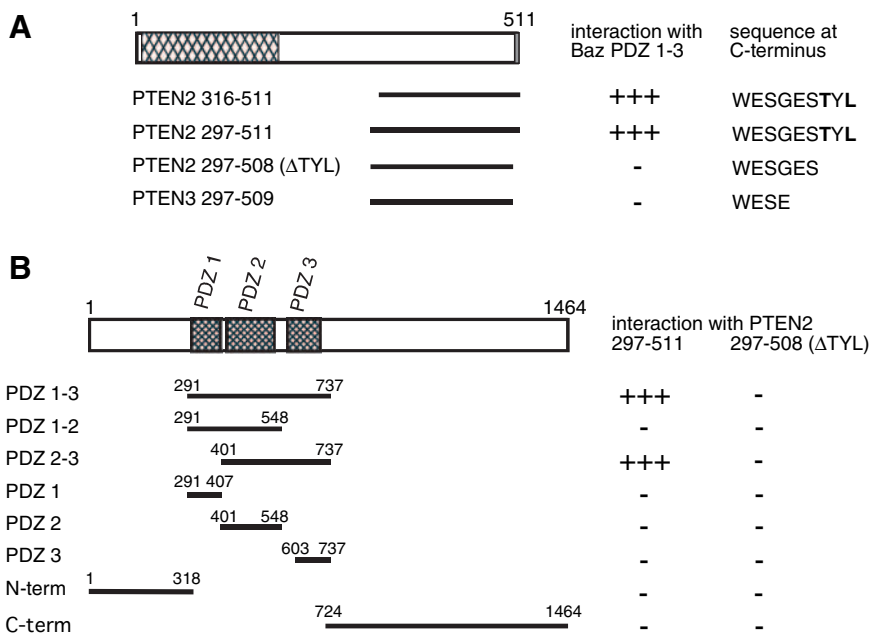 A
1 511
interaction with
Baz PDZ 1-3
sequence at
C-terminus
PTEN2 316-511 +++ WESGESTYL
PTEN2 297-511 +++ WESGESTYL
PTEN2 297-508 (ΔTYL) - WESGES
PTEN3 297-509 - WESE
B
PDZ 1 PDZ 2 PDZ 3
1 1464
interaction with PTEN2
297-511 297-508 (ΔTYL)
PDZ 1-3 291 737 +++ -
PDZ 1-2 291 548 - -
PDZ 2-3 401 737 +++ -
PDZ 1 291 407 - -
PDZ 2 401 548 - -
PDZ 3 603 737 - -
N-term 1 318 - -
C-term 724 1464 - -